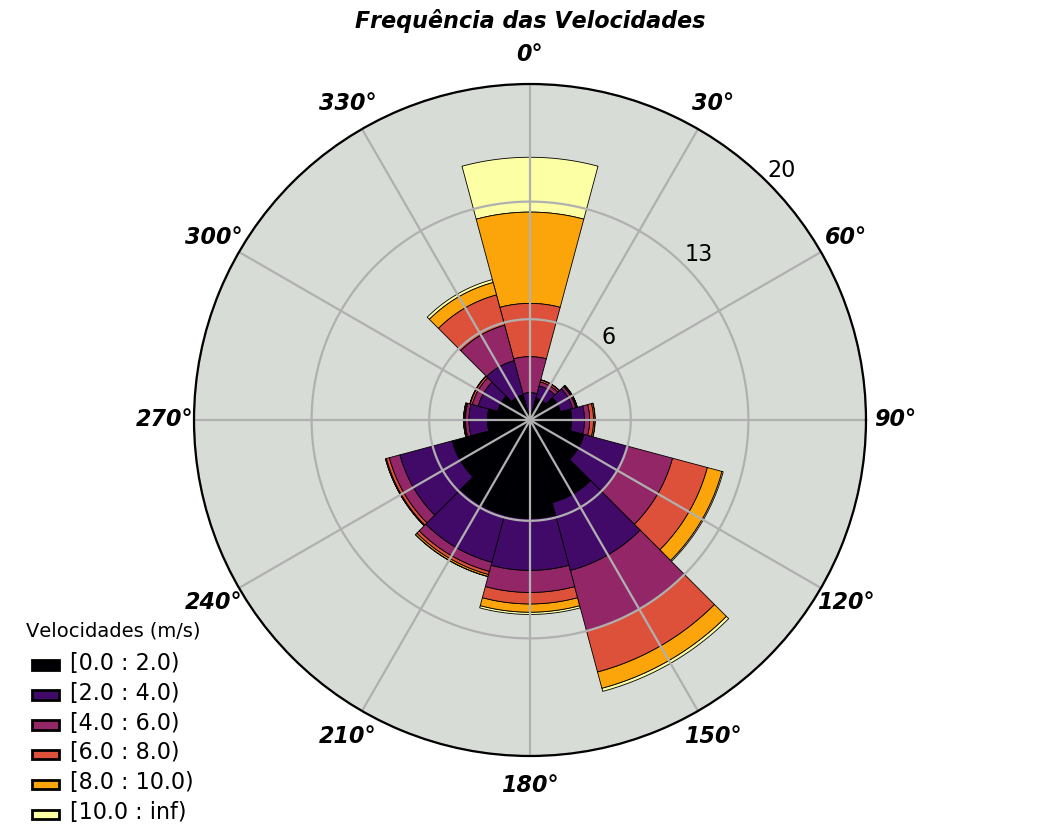 Frequência das Velocidades
0°
330°
30°
20
300°
60°
13
6
270°
90°
240°
120°
210°
150°
180°
Velocidades (m/s)
[0.0 : 2.0)
[2.0 : 4.0)
[4.0 : 6.0)
[6.0 : 8.0)
[8.0 : 10.0)
[10.0 : inf)